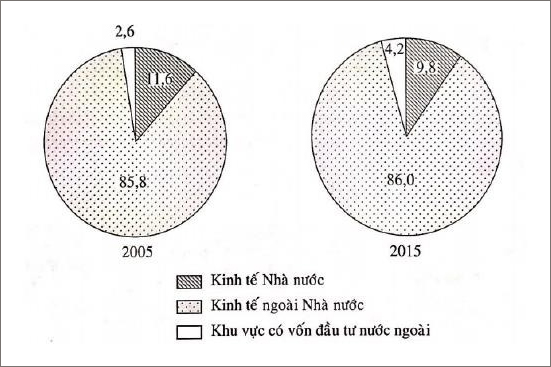 2,6
11,6
85,8
2005
4,2
9,8
86,0
2015
Kinh tế Nhà nước
Kinh tế ngoài Nhà nước
Khu vực có vốn đầu tư nước ngoài